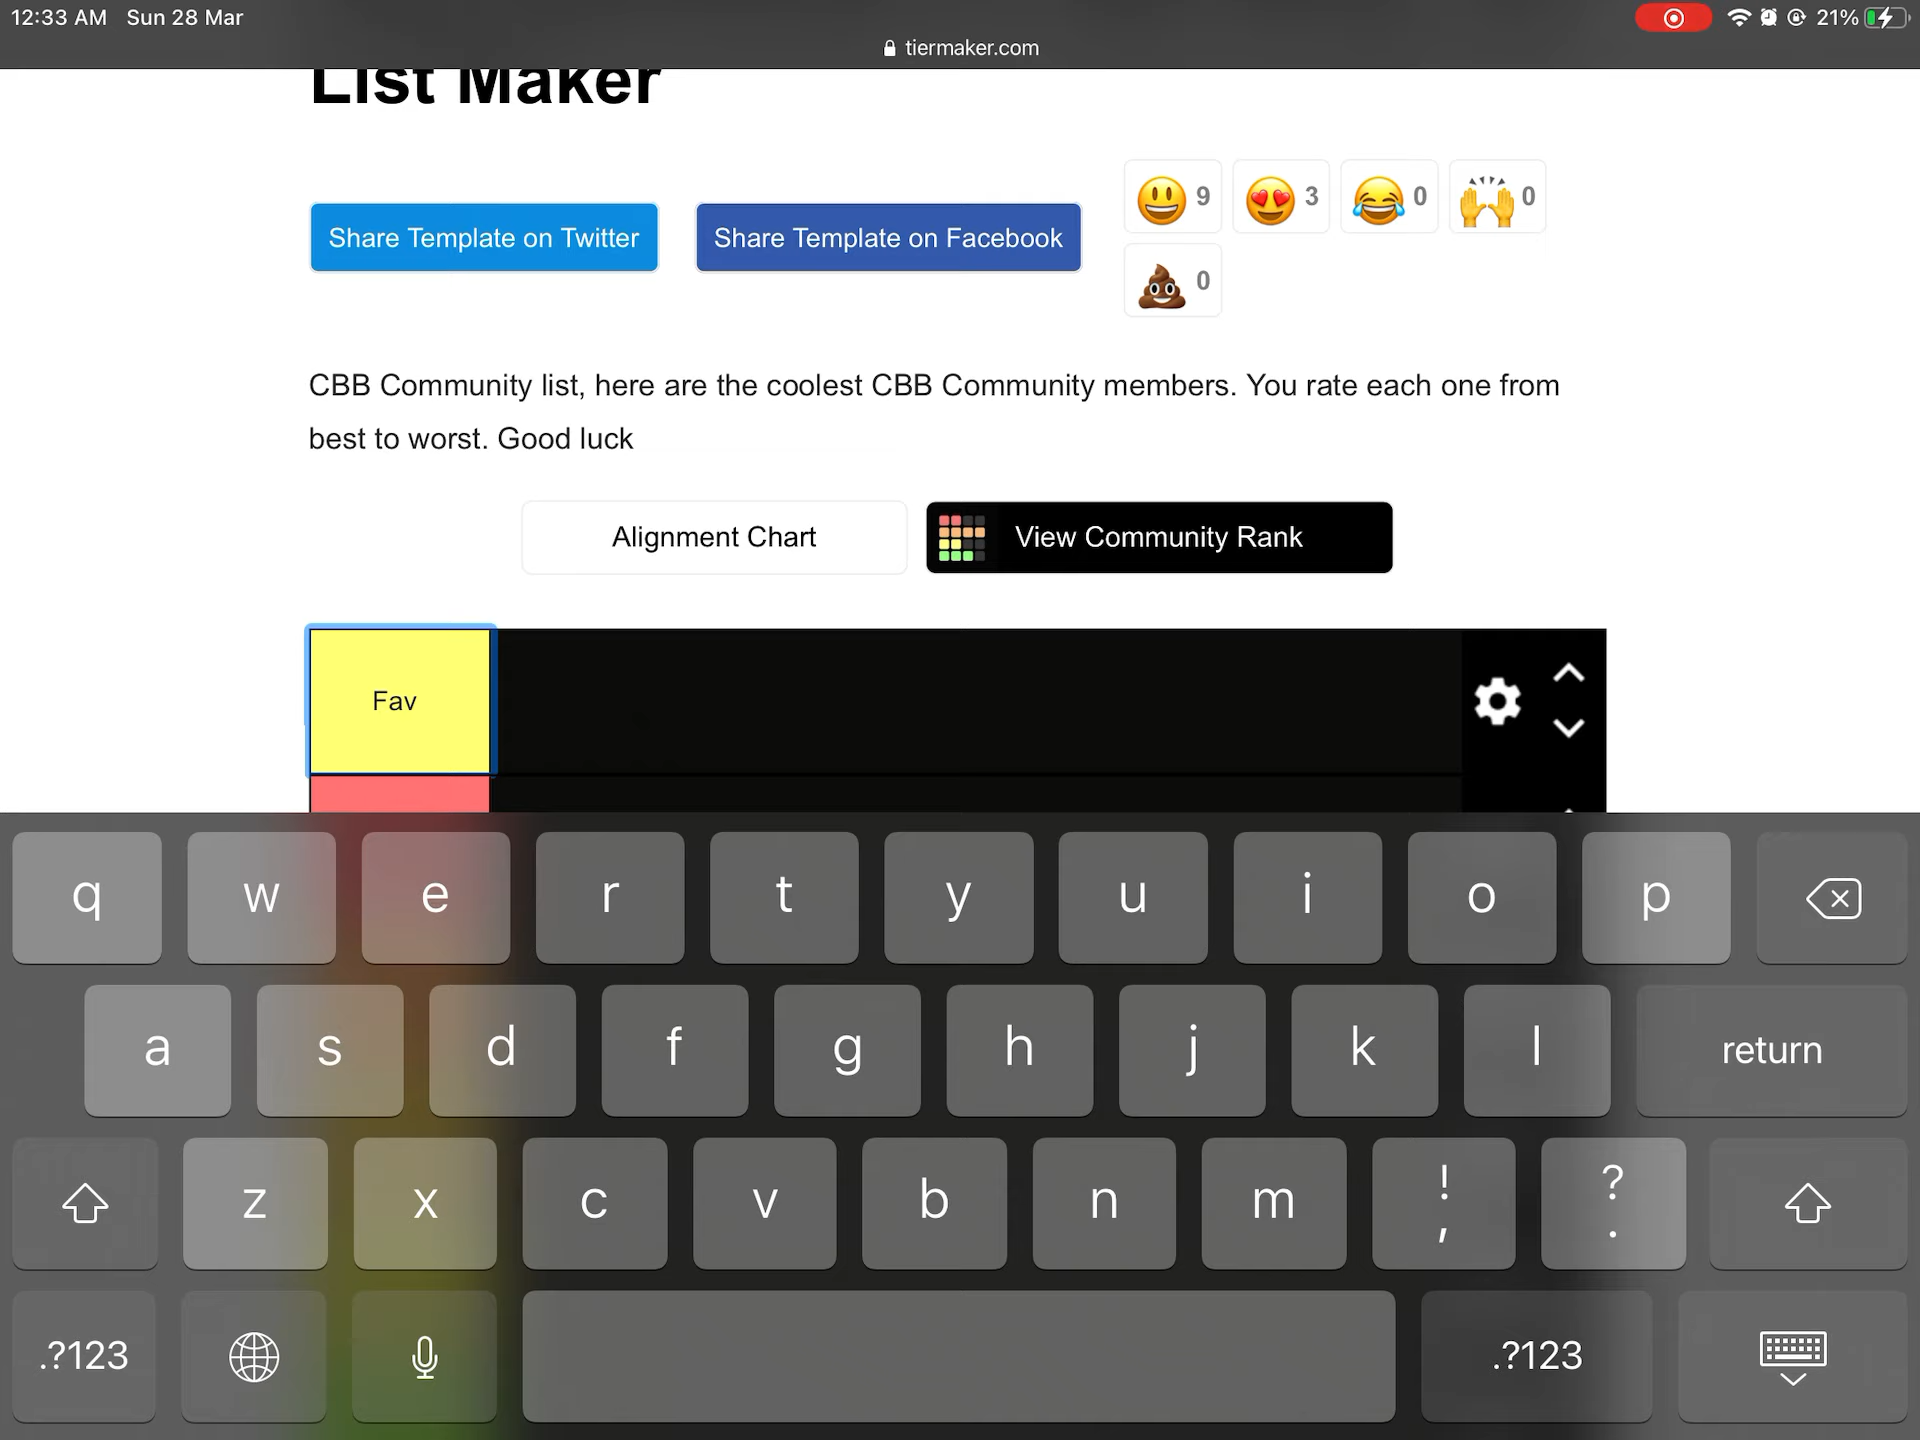 12:33 AM Sun 28 Mar
21%
tiermaker.com
List Maker
Share Template on Twitter
Share Template on Facebook
9
3
0
0
0
CBB Community list, here are the coolest CBB Community members. You rate each one from
best to worst. Good luck
Alignment Chart
View Community Rank
Fav
q w e r t y u i o p
a s d f g h j k l return
z x c v b n m ! , ? .
.?123 .?123